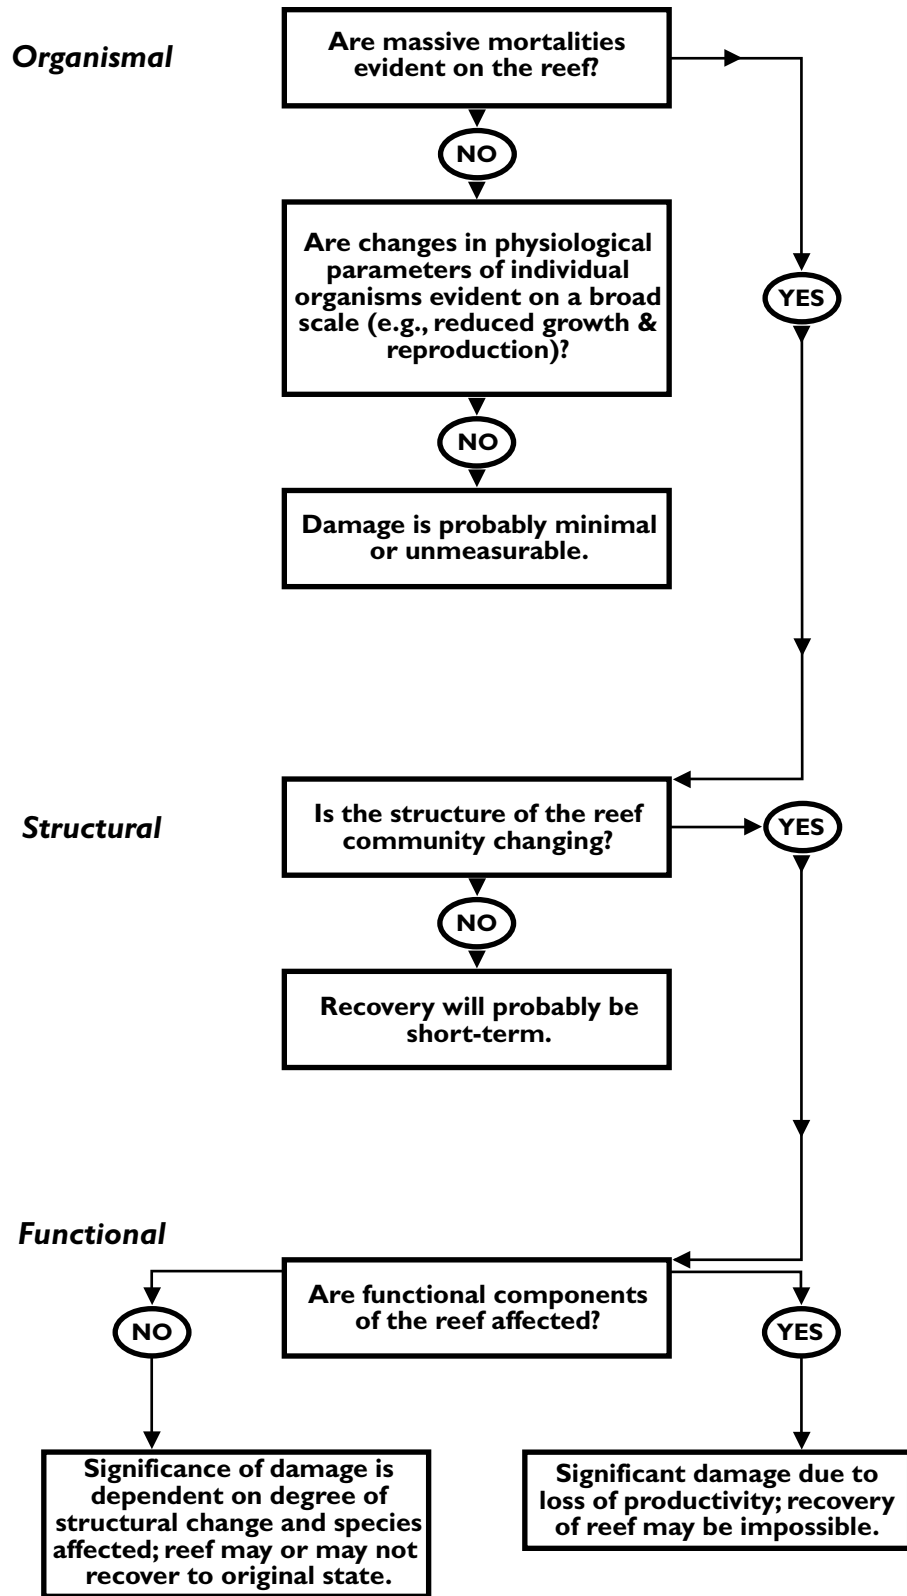 Organismal
Are massive mortalities
evident on the reef?
NO
Are changes in physiological
parameters of individual
organisms evident on a broad
scale (e.g., reduced growth &
reproduction)?
YES
NO
Damage is probably minimal
or unmeasurable.
Structural
Is the structure of the reef
community changing?
YES
NO
Recovery will probably be
short-term.
Functional
Are functional components
of the reef affected?
NO
YES
Significance of damage is
dependent on degree of
structural change and species
affected; reef may or may not
recover to original state.
Significant damage due to
loss of productivity; recovery
of reef may be impossible.